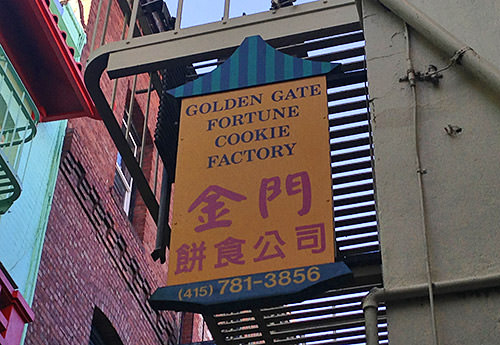 GOLDEN GATE
FORTUNE
COOKIE
FACTORY
金門
餅食公司
(415) 781-3856